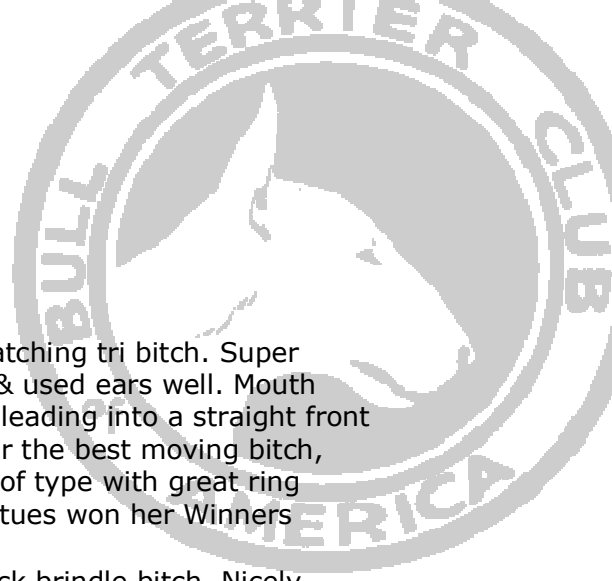 BULL TERRIER CLUB
OF AMERICA
atching tri bitch. Super
& used ears well. Mouth
leading into a straight front
r the best moving bitch,
of type with great ring
tues won her Winners
ck brindle bitch. Nicely